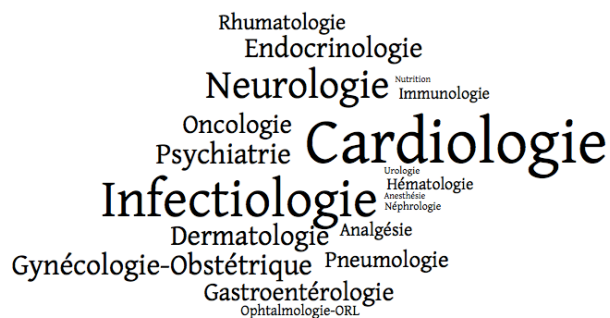 Rhumatologie
Endocrinologie
Neurologie
Nutrition
Immunologie
Oncologie
Cardiologie
Psychiatrie
Urologie
Hématologie
Infectiologie
Anesthésie
Néphrologie
Dermatologie
Analgésie
Gynécologie-Obstétrique
Pneumologie
Gastroentérologie
Ophtalmologie-ORL